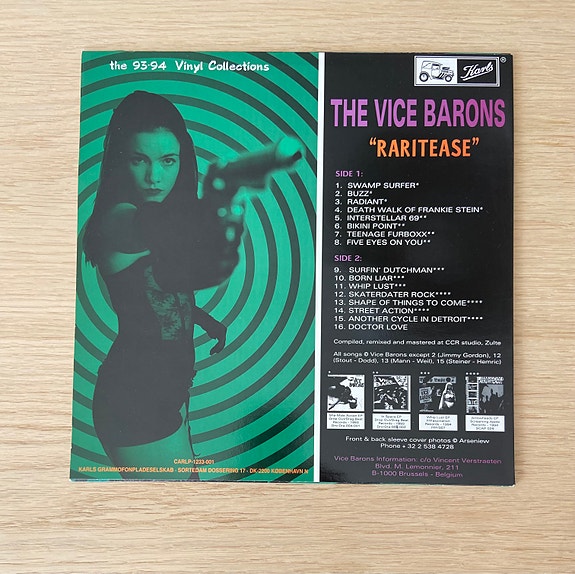 the 93-94 Vinyl Collections
Karls
®
THE VICE BARONS
"RARITEASE"
SIDE 1:
1. SWAMP SURFER*
2. BUZZ*
3. RADIANT*
4. DEATH WALK OF FRANKIE STEIN*
5. INTERSTELLAR 69**
6. BIKINI POINT**
7. TEENAGE FURBOXX**
8. FIVE EYES ON YOU**
SIDE 2:
9. SURFIN' DUTCHMAN***
10. BORN LIAR***
11. WHIP LUST***
12. SKATERDATER ROCK****
13. SHAPE OF THINGS TO COME****
14. STREET ACTION****
15. ANOTHER CYCLE IN DETROIT****
16. DOCTOR LOVE
Compiled, remixed and mastered at CCR studio, Zulte
All songs © Vice Barons except 2 (Jimmy Gordon), 12
(Stout - Dodd), 13 (Mann - Weil), 15 (Steiner - Hemric)
* ** *** ****
Front & back sleeve cover photos © Arseniew
Phone + 32 2 538 4728
Vice Barons Information: c/o Vincent Verstraeten
Blvd. M. Lemonnier, 211
B-1000 Brussels - Belgium
CARLP-1233-001
KARLS GRAMMOFONPLADESELSKAB - SORTEDAM DOSSERING 17 - DK-2200 KØBENHAVN N